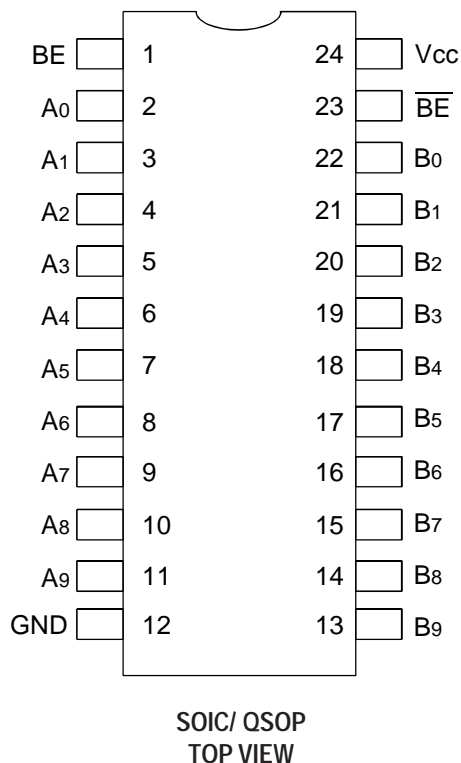 BE 1 24 Vcc
A0 2 23 B̅E̅
A1 3 22 B0
A2 4 21 B1
A3 5 20 B2
A4 6 19 B3
A5 7 18 B4
A6 8 17 B5
A7 9 16 B6
A8 10 15 B7
A9 11 14 B8
GND 12 13 B9
SOIC/ QSOP
TOP VIEW